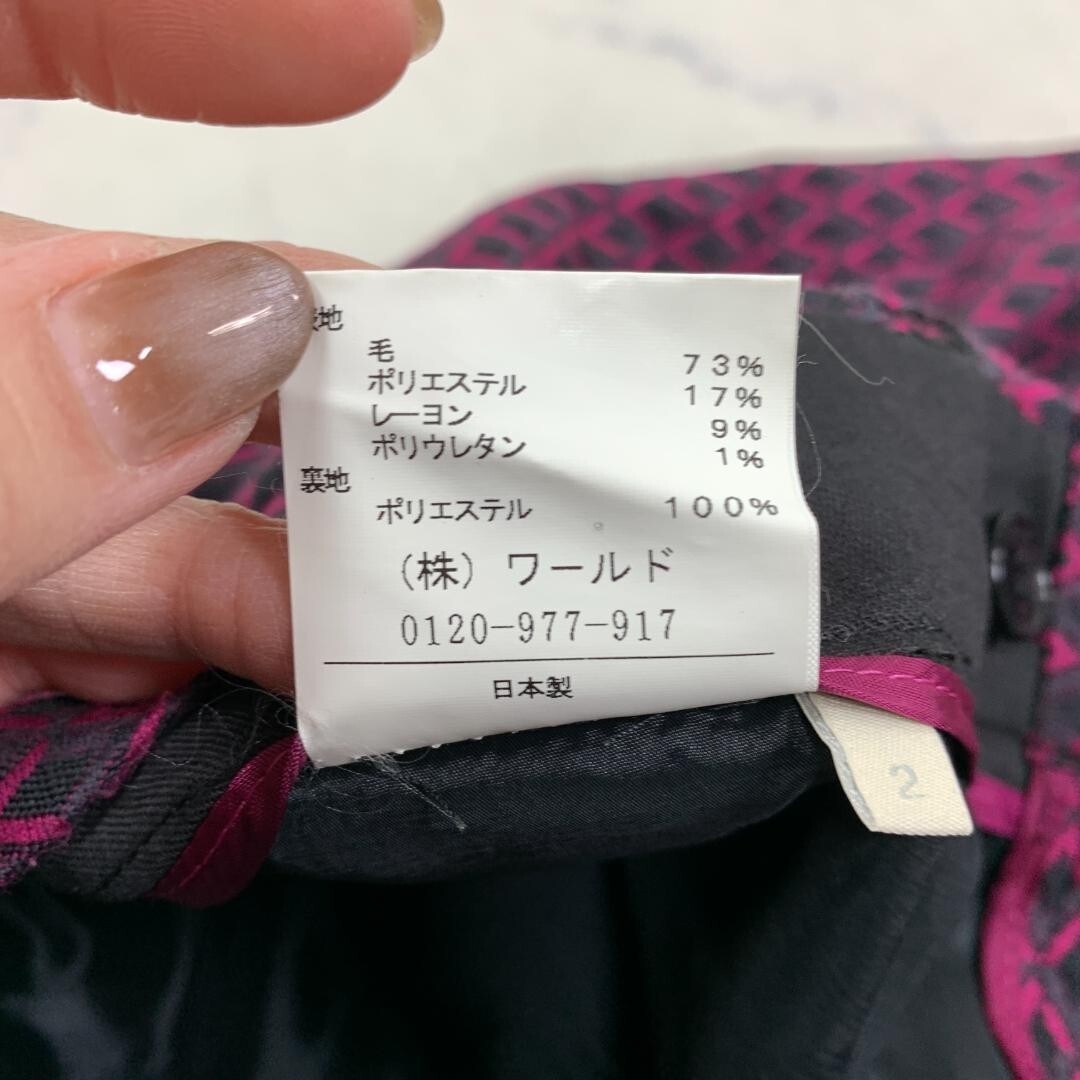 表地
毛 73%
ポリエステル 17%
レーヨン 9%
ポリウレタン 1%
裏地
ポリエステル 100%
(株) ワールド
0120-977-917
日本製
2